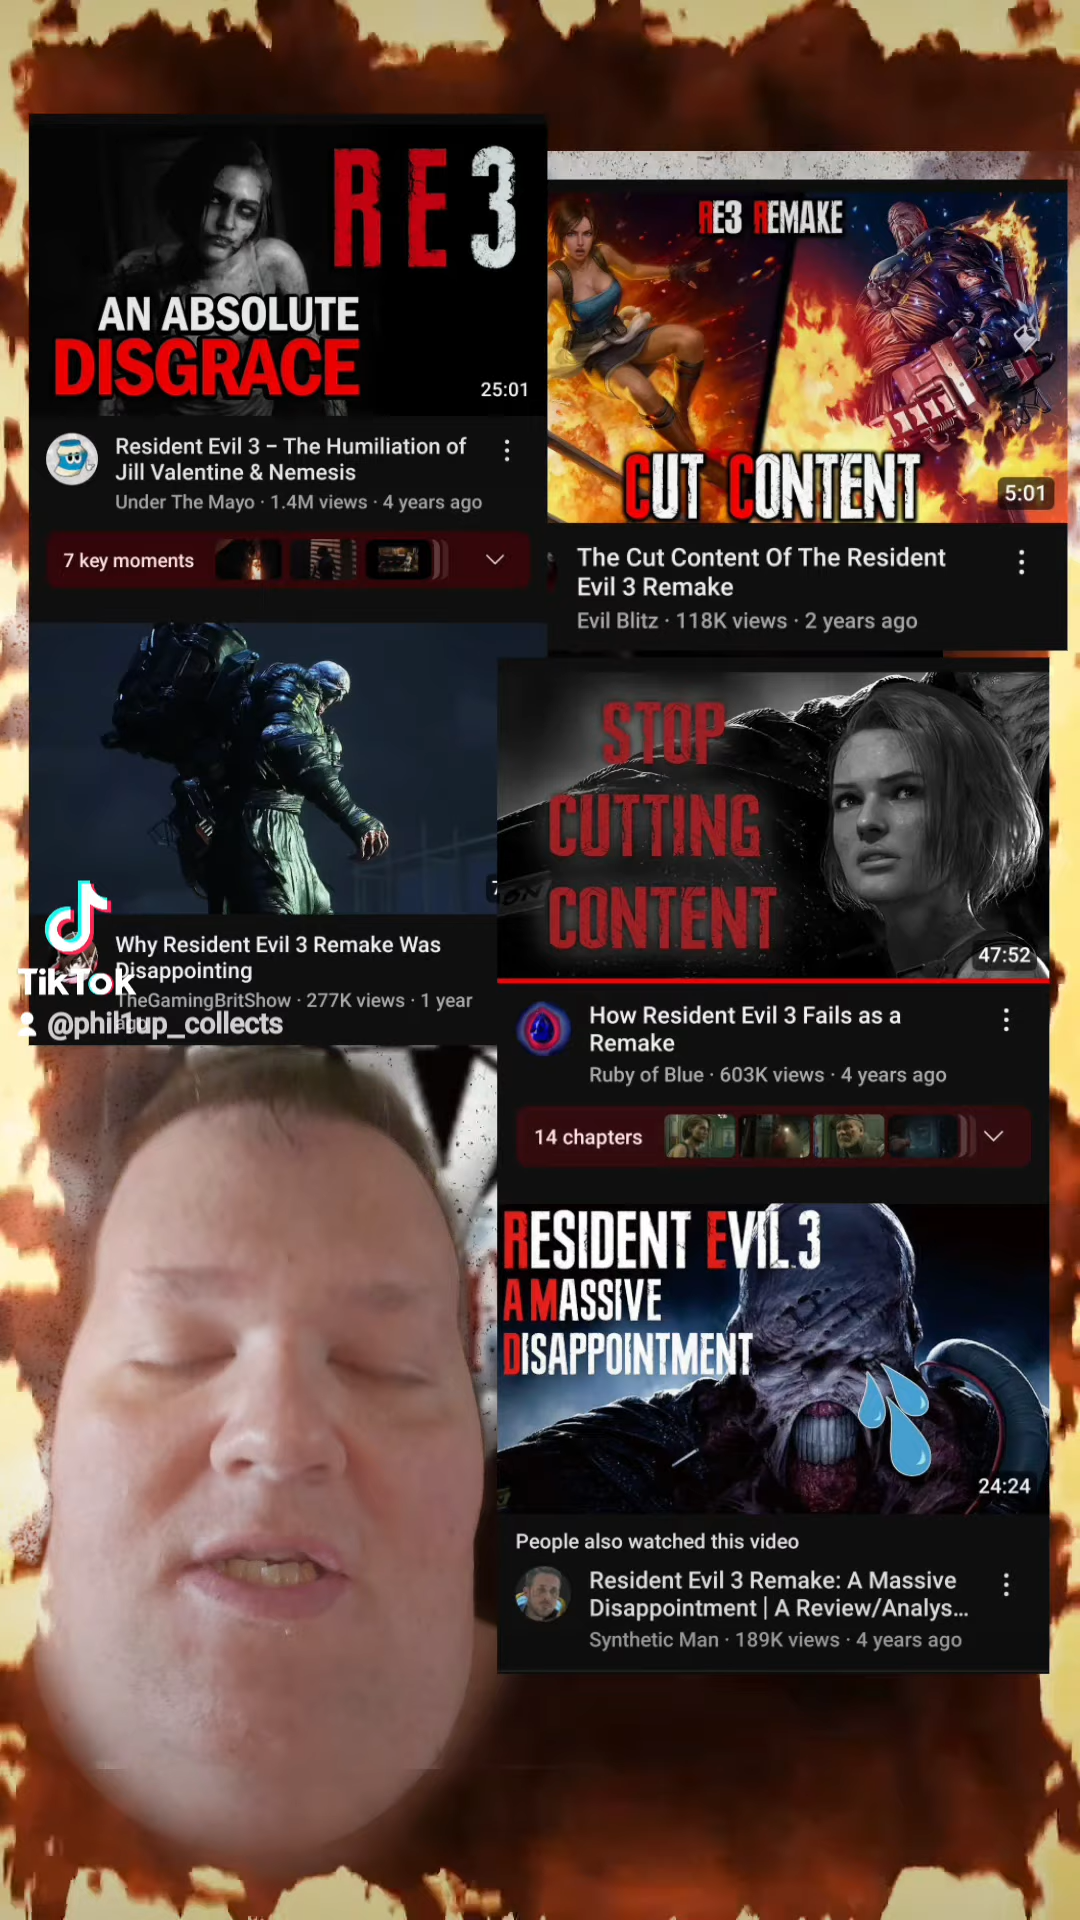 RE3
AN ABSOLUTE
DISGRACE
25:01
Resident Evil 3 – The Humiliation of
Jill Valentine & Nemesis
Under The Mayo · 1.4M views · 4 years ago
7 key moments
RE3 REMAKE
CUT CONTENT
5:01
The Cut Content Of The Resident
Evil 3 Remake
Evil Blitz · 118K views · 2 years ago
Why Resident Evil 3 Remake Was
Disappointing
TheGamingBritShow · 277K views · 1 year
TikTok
@phil1up_collects
STOP
CUTTING
CONTENT
47:52
How Resident Evil 3 Fails as a
Remake
Ruby of Blue · 603K views · 4 years ago
14 chapters
RESIDENT EVIL 3
A MASSIVE
DISAPPOINTMENT
24:24
People also watched this video
Resident Evil 3 Remake: A Massive
Disappointment | A Review/Analys...
Synthetic Man · 189K views · 4 years ago